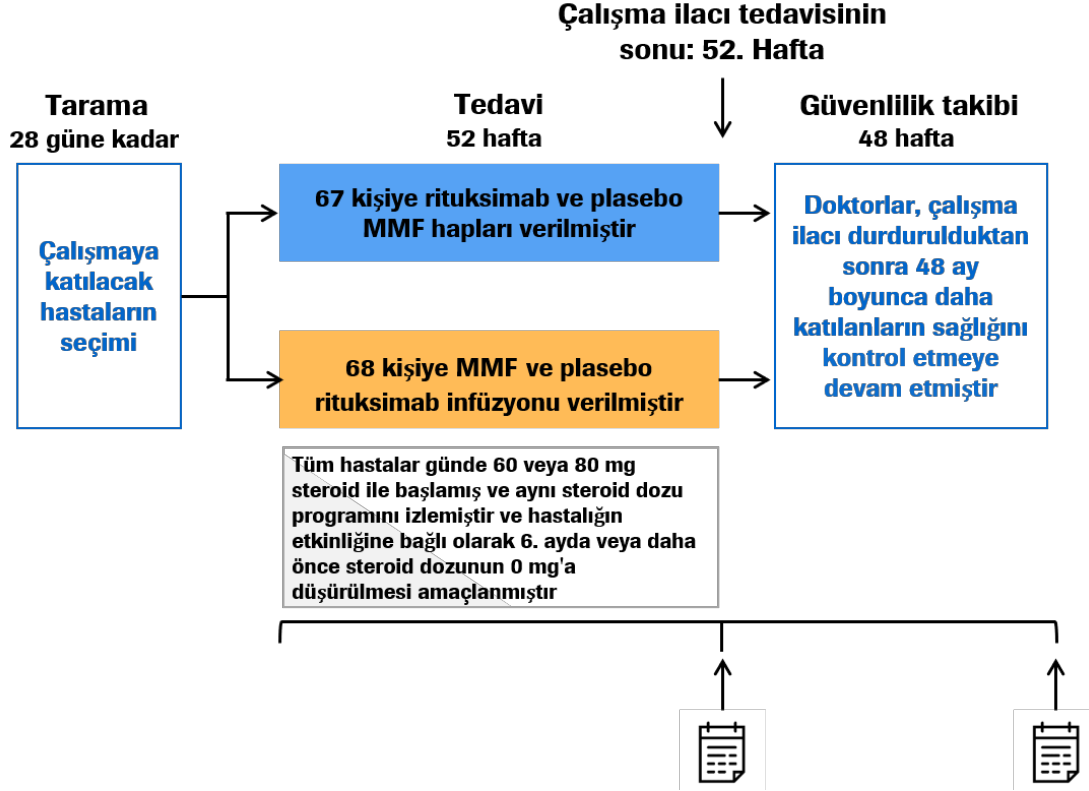 Çalışma ilacı tedavisinin
sonu: 52. Hafta
Tarama
28 güne kadar
Tedavi
52 hafta
Güvenlilik takibi
48 hafta
Çalışmaya
katılacak
hastaların
seçimi
67 kişiye rituksimab ve plasebo
MMF hapları verilmiştir
68 kişiye MMF ve plasebo
rituksimab infüzyonu verilmiştir
Doktorlar, çalışma
ilacı durdurulduktan
sonra 48 ay
boyunca daha
katılanların sağlığını
kontrol etmeye
devam etmiştir
Tüm hastalar günde 60 veya 80 mg
steroid ile başlamış ve aynı steroid dozu
programını izlemiştir ve hastalığın
etkinliğine bağlı olarak 6. ayda veya daha
önce steroid dozunun 0 mg'a
düşürülmesi amaçlanmıştır